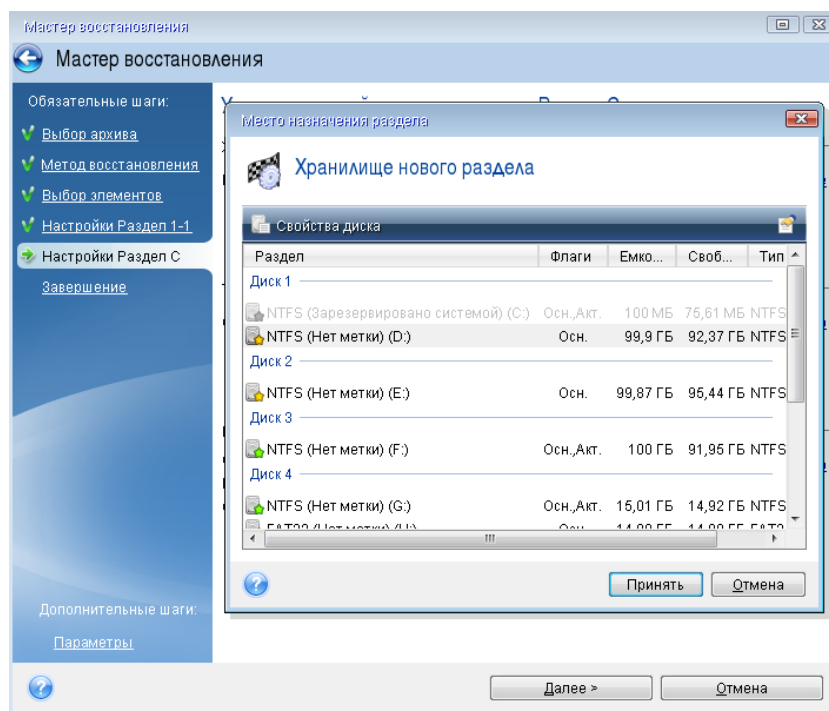 Мастер восстановления
Мастер восстановления
Обязательные шаги:
Выбор архива
Метод восстановления
Выбор элементов
Настройки Раздел 1-1
Настройки Раздел C
Завершение
Дополнительные шаги:
Параметры
Место назначения раздела
Хранилище нового раздела
Свойства диска
Раздел Флаги Емко... Своб... Тип
Диск 1
NTFS (Зарезервировано системой) (C:) Осн.,Акт. 100 МБ 75,61 МБ NTFS
NTFS (Нет метки) (D:) Осн. 99,9 ГБ 92,37 ГБ NTFS
Диск 2
NTFS (Нет метки) (E:) Осн. 99,87 ГБ 95,44 ГБ NTFS
Диск 3
NTFS (Нет метки) (F:) Осн.,Акт. 100 ГБ 91,95 ГБ NTFS
Диск 4
NTFS (Нет метки) (G:) Осн.,Акт. 15,01 ГБ 14,92 ГБ NTFS
Принять Отмена
Далее > Отмена